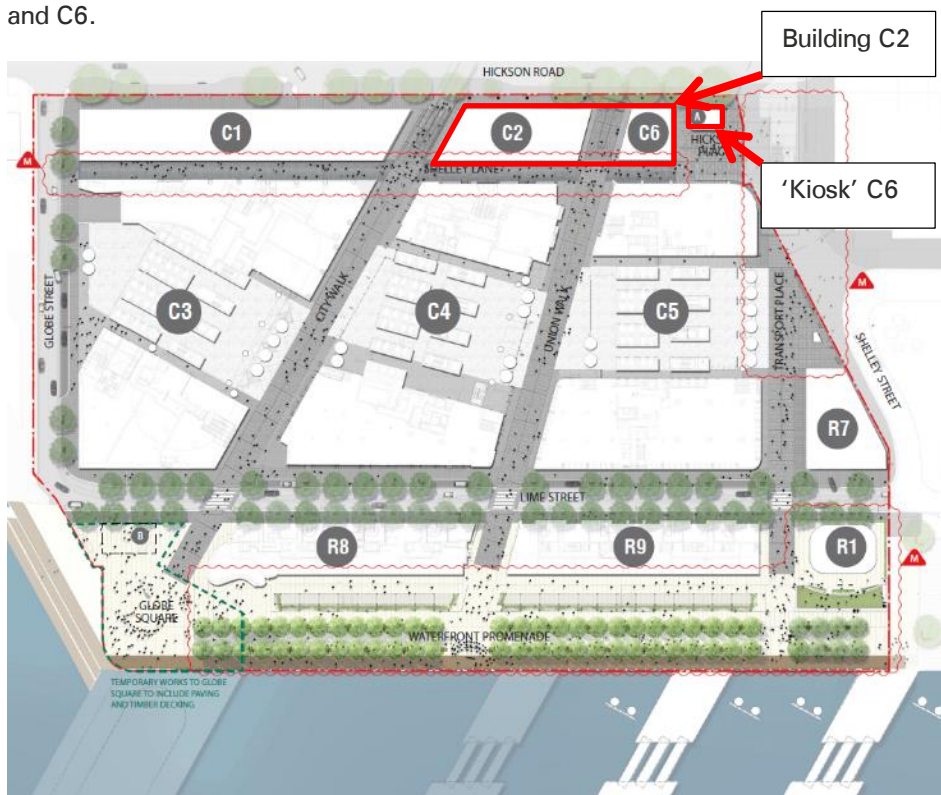 and C6.
Building C2
HICKSON ROAD
C1
C2
C6
A
HICKSON
PLACE
M
SHELLEY LANE
'Kiosk' C6
GLOBE STREET
CITY WALK
C3
C4
UNION WALK
C5
TRANSPORT PLACE
M
SHELLEY STREET
R7
LIME STREET
B
R8
R9
R1
M
GLOBE
SQUARE
WATERFRONT PROMENADE
TEMPORARY WORKS TO GLOBE
SQUARE TO INCLUDE PAVING
AND TIMBER DECKING